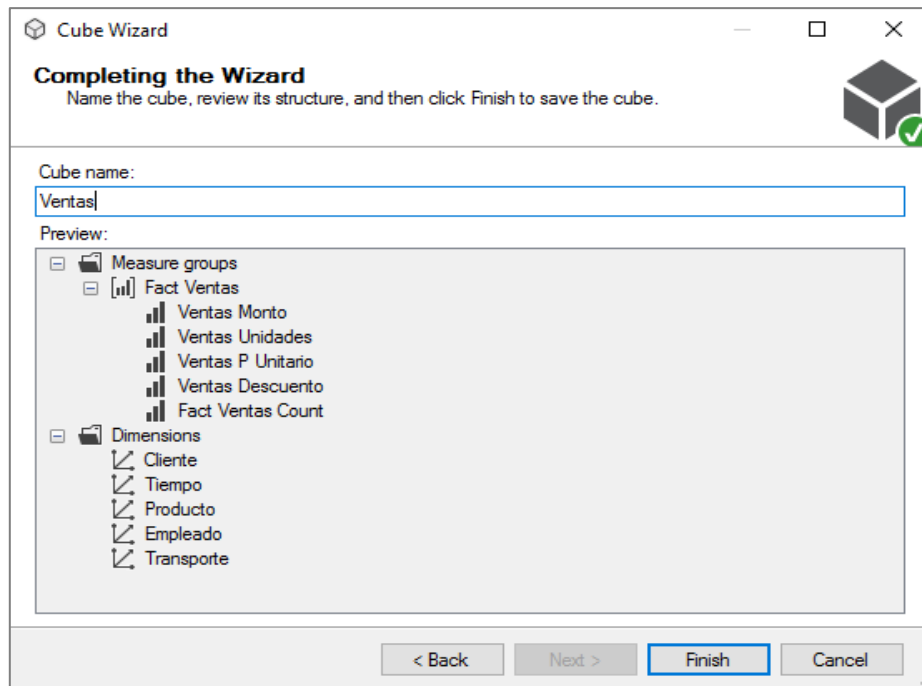 Cube Wizard
Completing the Wizard
Name the cube, review its structure, and then click Finish to save the cube.
Cube name:
Ventas
Preview:
Measure groups
Fact Ventas
Ventas Monto
Ventas Unidades
Ventas P Unitario
Ventas Descuento
Fact Ventas Count
Dimensions
Cliente
Tiempo
Producto
Empleado
Transporte
< Back Next > Finish Cancel